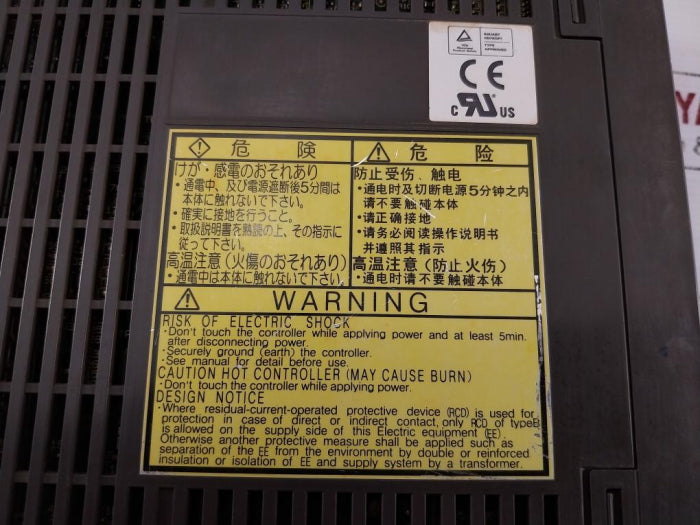 TYPE
APPROVED
CE
c RU US
危 険
けが・感電のおそれあり
・通電中、及び電源遮断後5分間は
本体に触れないで下さい。
・確実に接地を行うこと。
・取扱説明書を熟読の上、その指示に
従って下さい。
高温注意(火傷のおそれあり)
・通電中は本体に触れないで下さい。
危 险
防止受伤、触电
・通电时及切断电源5分钟之内
请不要触碰本体
・请正确接地
・请务必阅读操作说明书
并遵照其指示
高温注意(防止火伤)
・通电时请不要触碰本体
WARNING
RISK OF ELECTRIC SHOCK
・Don't touch the controller while applying power and at least 5min.
after disconnecting power.
・Securely ground (earth) the controller.
・See manual for detail before use.
CAUTION HOT CONTROLLER (MAY CAUSE BURN)
・Don't touch the controller while applying power.
DESIGN NOTICE
・Where residual-current-operated protective device (RCD) is used for
protection in case of direct or indirect contact, only RCD of typeB
is allowed on the supply side of this Electric equipment (EE).
Otherwise another protective measure shall be applied such as
separation of the EE from the environment by double or reinforced
insulation or isolation of EE and supply system by a transformer.
YA
&